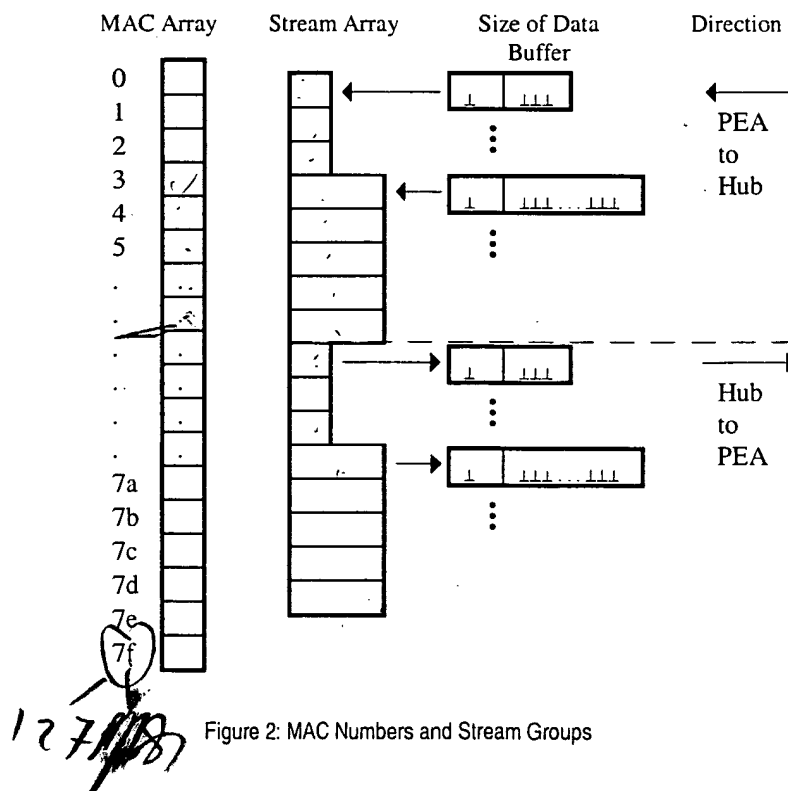 MAC Array Stream Array Size of Data Buffer Direction
0
1
2
3
4
5
.
.
.
.
.
.
7a
7b
7c
7d
7e
7f
PEA
to
Hub
Hub
to
PEA
127
Figure 2: MAC Numbers and Stream Groups